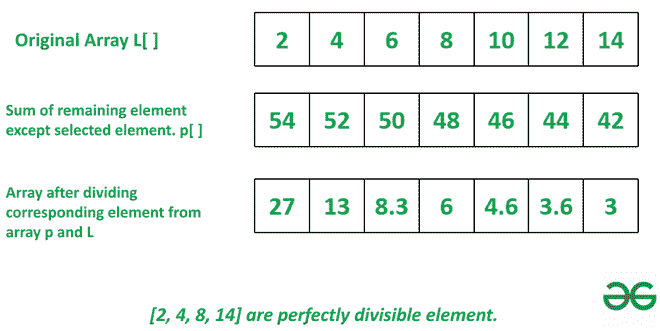 Original Array L[ ]
2 4 6 8 10 12 14
Sum of remaining element
except selected element. p[ ]
54 52 50 48 46 44 42
Array after dividing
corresponding element from
array p and L
27 13 8.3 6 4.6 3.6 3
[2, 4, 8, 14] are perfectly divisible element.